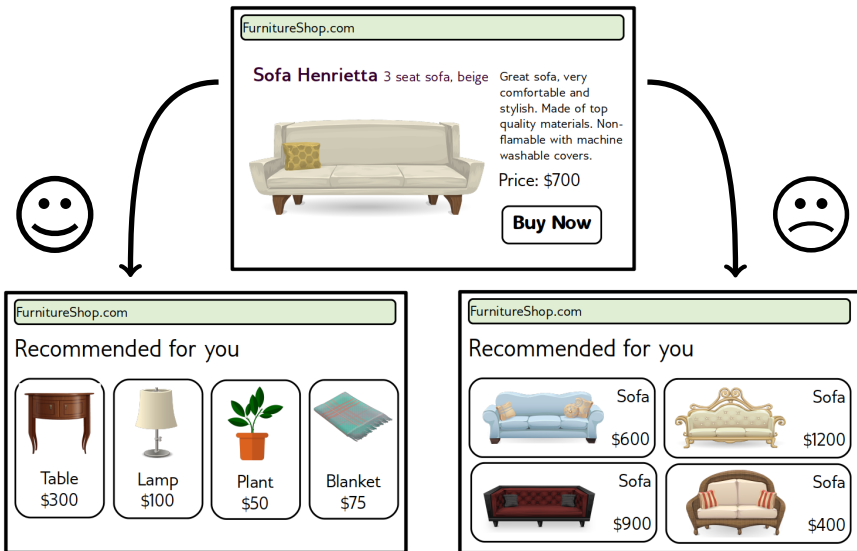 FurnitureShop.com
Sofa Henrietta 3 seat sofa, beige
Great sofa, very
comfortable and
stylish. Made of top
quality materials. Non-
flamable with machine
washable covers.
Price: $700
Buy Now
FurnitureShop.com
Recommended for you
Table
$300
Lamp
$100
Plant
$50
Blanket
$75
FurnitureShop.com
Recommended for you
Sofa
$600
Sofa
$1200
Sofa
$900
Sofa
$400